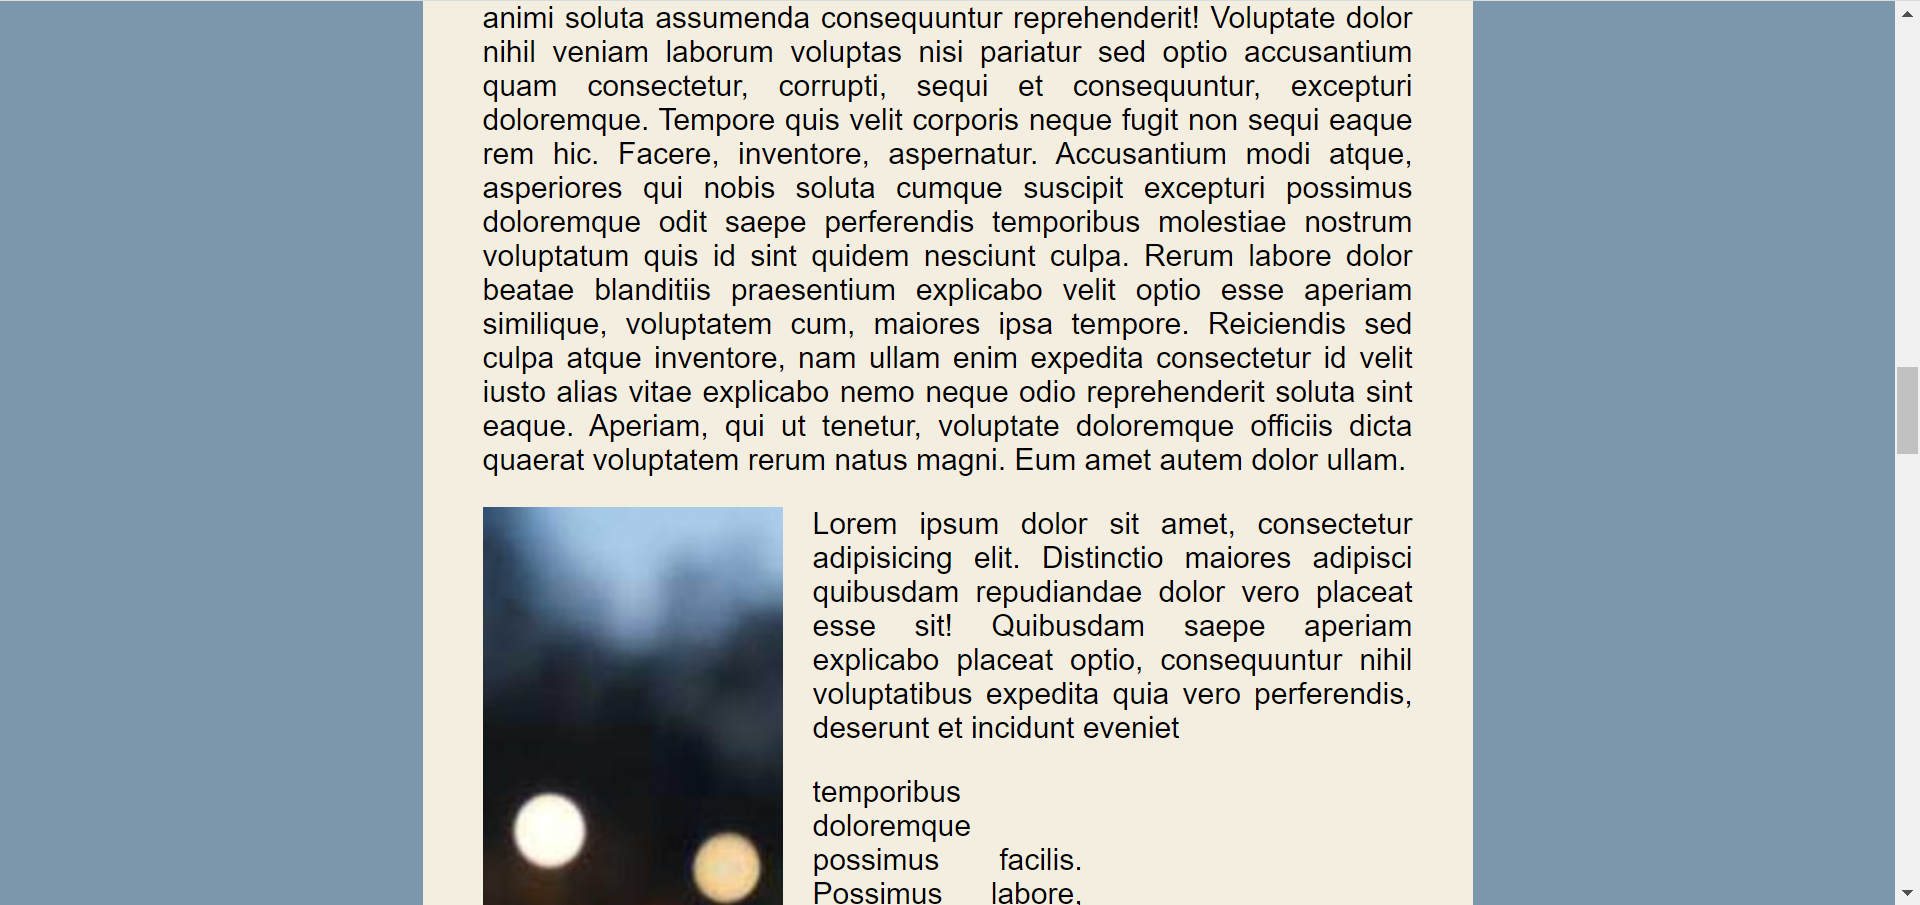 animi soluta assumenda consequuntur reprehenderit! Voluptate dolor
nihil veniam laborum voluptas nisi pariatur sed optio accusantium
quam consectetur, corrupti, sequi et consequuntur, excepturi
doloremque. Tempore quis velit corporis neque fugit non sequi eaque
rem hic. Facere, inventore, aspernatur. Accusantium modi atque,
asperiores qui nobis soluta cumque suscipit excepturi possimus
doloremque odit saepe perferendis temporibus molestiae nostrum
voluptatum quis id sint quidem nesciunt culpa. Rerum labore dolor
beatae blanditiis praesentium explicabo velit optio esse aperiam
similique, voluptatem cum, maiores ipsa tempore. Reiciendis sed
culpa atque inventore, nam ullam enim expedita consectetur id velit
iusto alias vitae explicabo nemo neque odio reprehenderit soluta sint
eaque. Aperiam, qui ut tenetur, voluptate doloremque officiis dicta
quaerat voluptatem rerum natus magni. Eum amet autem dolor ullam.
Lorem ipsum dolor sit amet, consectetur
adipisicing elit. Distinctio maiores adipisci
quibusdam repudiandae dolor vero placeat
esse sit! Quibusdam saepe aperiam
explicabo placeat optio, consequuntur nihil
voluptatibus expedita quia vero perferendis,
deserunt et incidunt eveniet
temporibus
doloremque
possimus facilis.
Possimus labore,